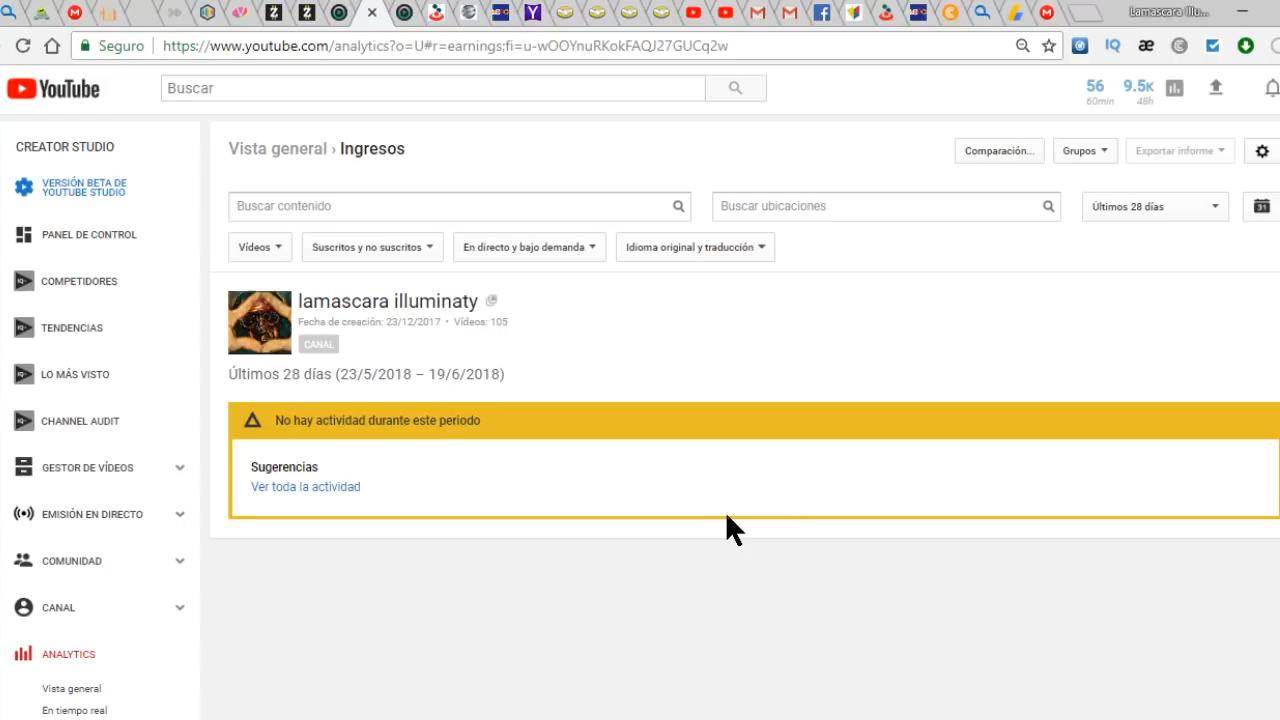 Lamascara Illu...
Seguro
https://www.youtube.com/analytics?o=U#r=earnings;fi=u-wOOYnuRKokFAQJ27GUCq2w
YouTube
Buscar
56
60min
9.5K
48h
CREATOR STUDIO
VERSIÓN BETA DE
YOUTUBE STUDIO
PANEL DE CONTROL
COMPETIDORES
TENDENCIAS
LO MÁS VISTO
CHANNEL AUDIT
GESTOR DE VÍDEOS
EMISIÓN EN DIRECTO
COMUNIDAD
CANAL
ANALYTICS
Vista general
En tiempo real
Vista general › Ingresos
Comparación...
Grupos
Exportar informe
Buscar contenido
Buscar ubicaciones
Últimos 28 días
31
Vídeos
Suscritos y no suscritos
En directo y bajo demanda
Idioma original y traducción
lamascara illuminaty
Fecha de creación: 23/12/2017 • Vídeos: 105
CANAL
Últimos 28 días (23/5/2018 – 19/6/2018)
No hay actividad durante este periodo
Sugerencias
Ver toda la actividad